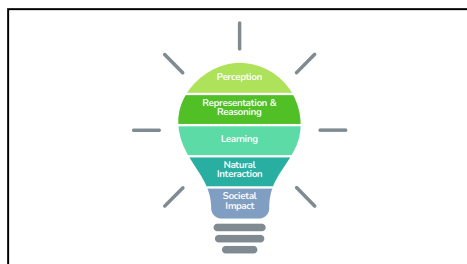 Perception
Representation &
Reasoning
Learning
Natural
Interaction
Societal
Impact